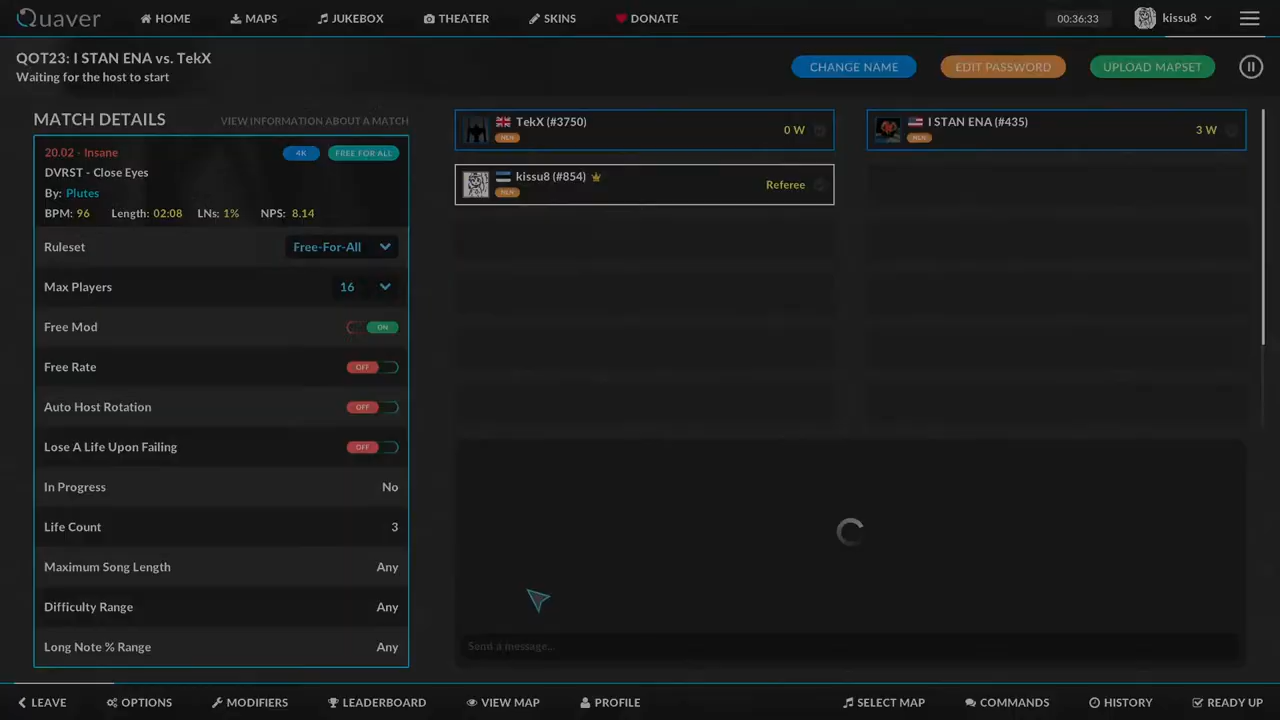 Quaver HOME MAPS JUKEBOX THEATER SKINS DONATE 00:36:33 kissu8
QOT23: I STAN ENA vs. TekX
Waiting for the host to start
CHANGE NAME EDIT PASSWORD UPLOAD MAPSET
MATCH DETAILS VIEW INFORMATION ABOUT A MATCH
20.02 - Insane 4K FREE FOR ALL
DVRST - Close Eyes
By: Plutes
BPM: 96 Length: 02:08 LNs: 1% NPS: 8.14
Ruleset Free-For-All
Max Players 16
Free Mod ON
Free Rate OFF
Auto Host Rotation OFF
Lose A Life Upon Failing OFF
In Progress No
Life Count 3
Maximum Song Length Any
Difficulty Range Any
Long Note % Range Any
TekX (#3750) 0 W
NLN
I STAN ENA (#435) 3 W
NLN
kissu8 (#854) Referee
NLN
Send a message...
LEAVE OPTIONS MODIFIERS LEADERBOARD VIEW MAP PROFILE SELECT MAP COMMANDS HISTORY READY UP